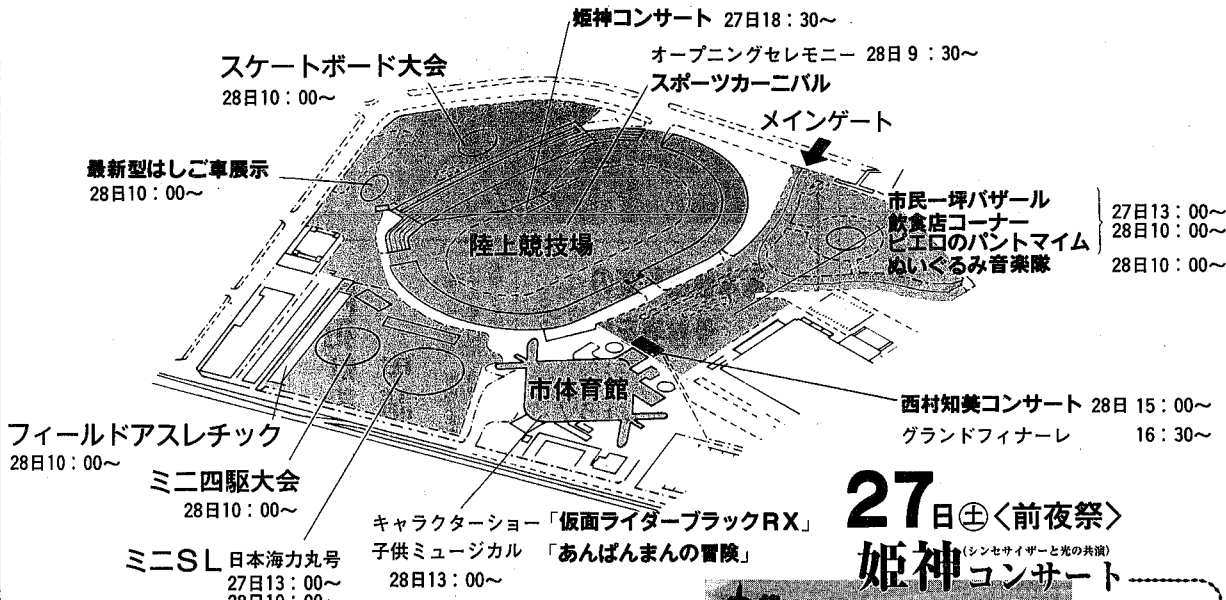 姫神コンサート 27日18:30~
オープニングセレモニー 28日9:30~
スポーツカーニバル
スケートボード大会
28日10:00~
メインゲート
最新型はしご車展示
28日10:00~
市民一坪バザール
飲食店コーナー
ピエロのパントマイム
27日13:00~
28日10:00~
ぬいぐるみ音楽隊 28日10:00~
陸上競技場
市体育館
西村知美コンサート 28日15:00~
グランドフィナーレ 16:30~
フィールドアスレチック
28日10:00~
ミニ四駆大会
28日10:00~
ミニSL 日本海力丸号
27日13:00~
28日10:00~
キャラクターショー「仮面ライダーブラックRX」
子供ミュージカル 「あんぱんまんの冒険」
28日13:00~
27日㊏〈前夜祭〉
姫神コンサート
(シンセサイザーと光の共演)